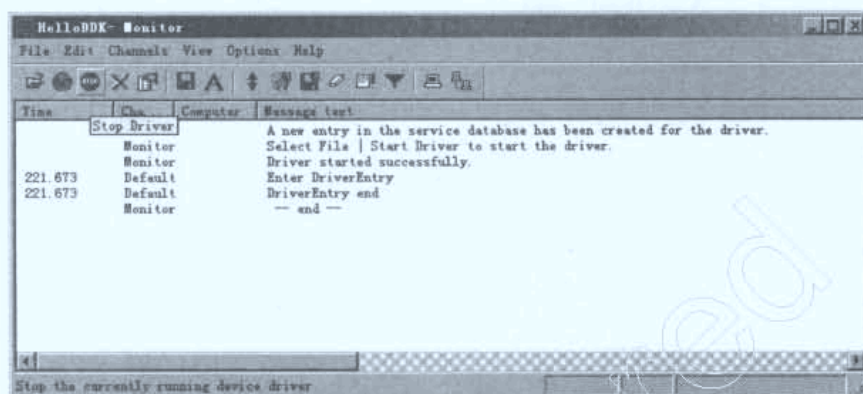 HelloDDK- Monitor
File Edit Channels View Options Help
STOP
Time Cha Computer Message text
Stop Driver
A new entry in the service database has been created for the driver.
Monitor Select File | Start Driver to start the driver.
Monitor Driver started successfully.
221.673 Default Enter DriverEntry
221.673 Default DriverEntry end
Monitor -- end --
Stop the currently running device driver